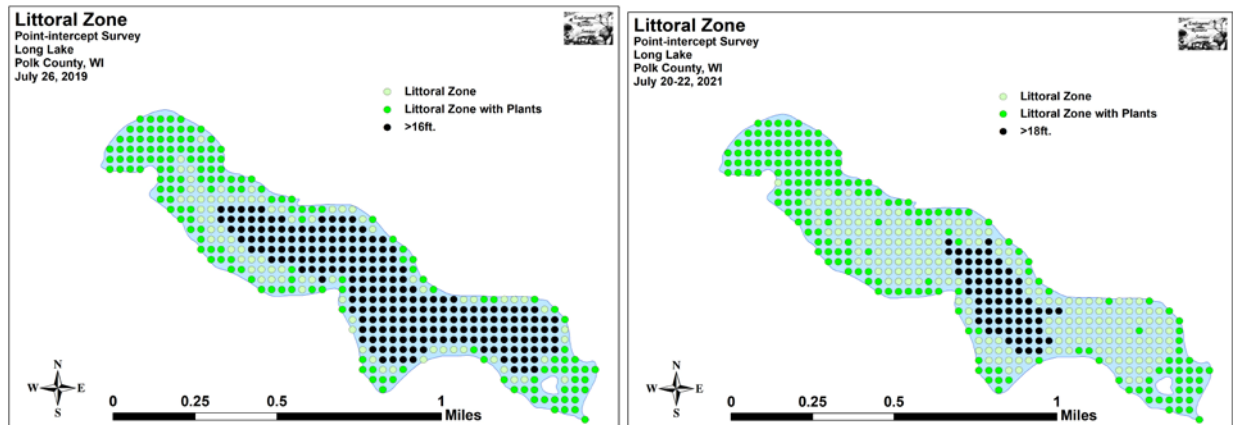 Littoral Zone
Point-intercept Survey
Long Lake
Polk County, WI
July 26, 2019
Littoral Zone
Littoral Zone with Plants
>16ft.
N
W E
S
0 0.25 0.5 1
Miles
Littoral Zone
Point-intercept Survey
Long Lake
Polk County, WI
July 20-22, 2021
Littoral Zone
Littoral Zone with Plants
>18ft.
N
W E
S
0 0.25 0.5 1
Miles